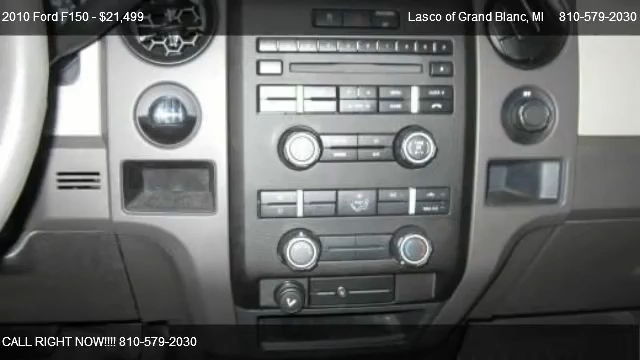 2010 Ford F150 - $21,499
Lasco of Grand Blanc, MI 810-579-2030
CALL RIGHT NOW!!!! 810-579-2030